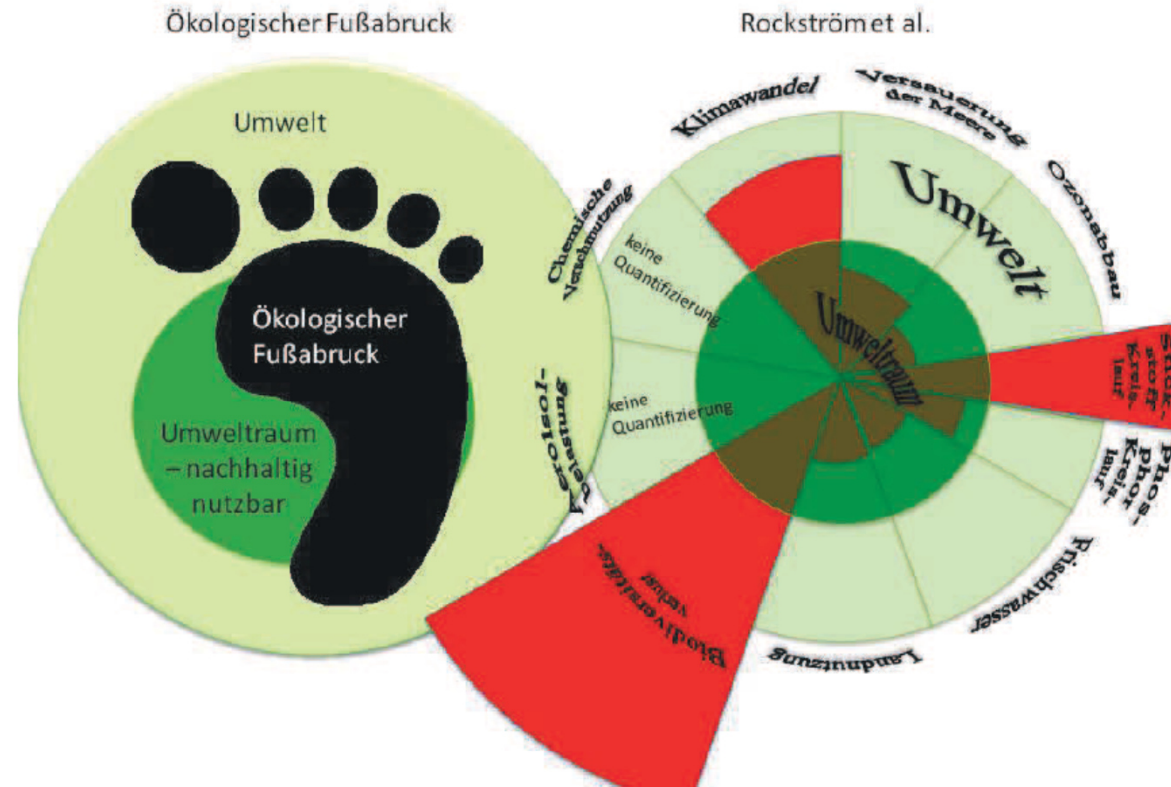 Ökologischer Fußabruck
Umwelt
Ökologischer
Fußabruck
Umweltraum
– nachhaltig
nutzbar
Rockström et al.
Klimawandel
Versauerung
der Meere
Ozonabbau
Umwelt
Umweltraum
Stick-
stoff
Kreis-
lauf
Phos-
phor
Kreis-
lauf
Frischwasser
Landnutzung
Biodiversitäts-
verlust
Aerosol-
belastung
keine
Quantifizierung
Chemische
Verschmutzung
keine
Quantifizierung